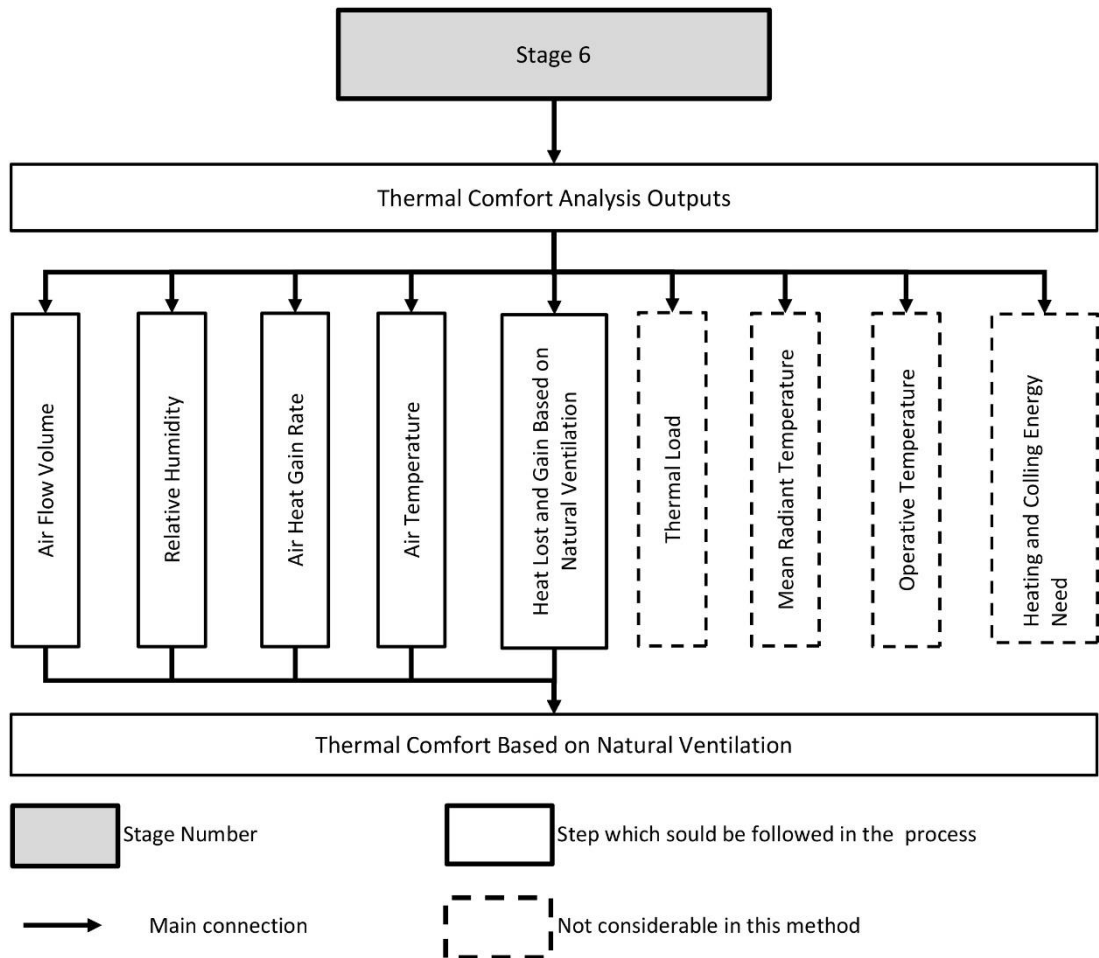 Stage 6
Thermal Comfort Analysis Outputs
Air Flow Volume
Relative Humidity
Air Heat Gain Rate
Air Temperature
Heat Lost and Gain Based on
Natural Ventilation
Thermal Load
Mean Radiant Temperature
Operative Temperature
Heating and Colling Energy
Need
Thermal Comfort Based on Natural Ventilation
Stage Number
Step which sould be followed in the process
Main connection
Not considerable in this method